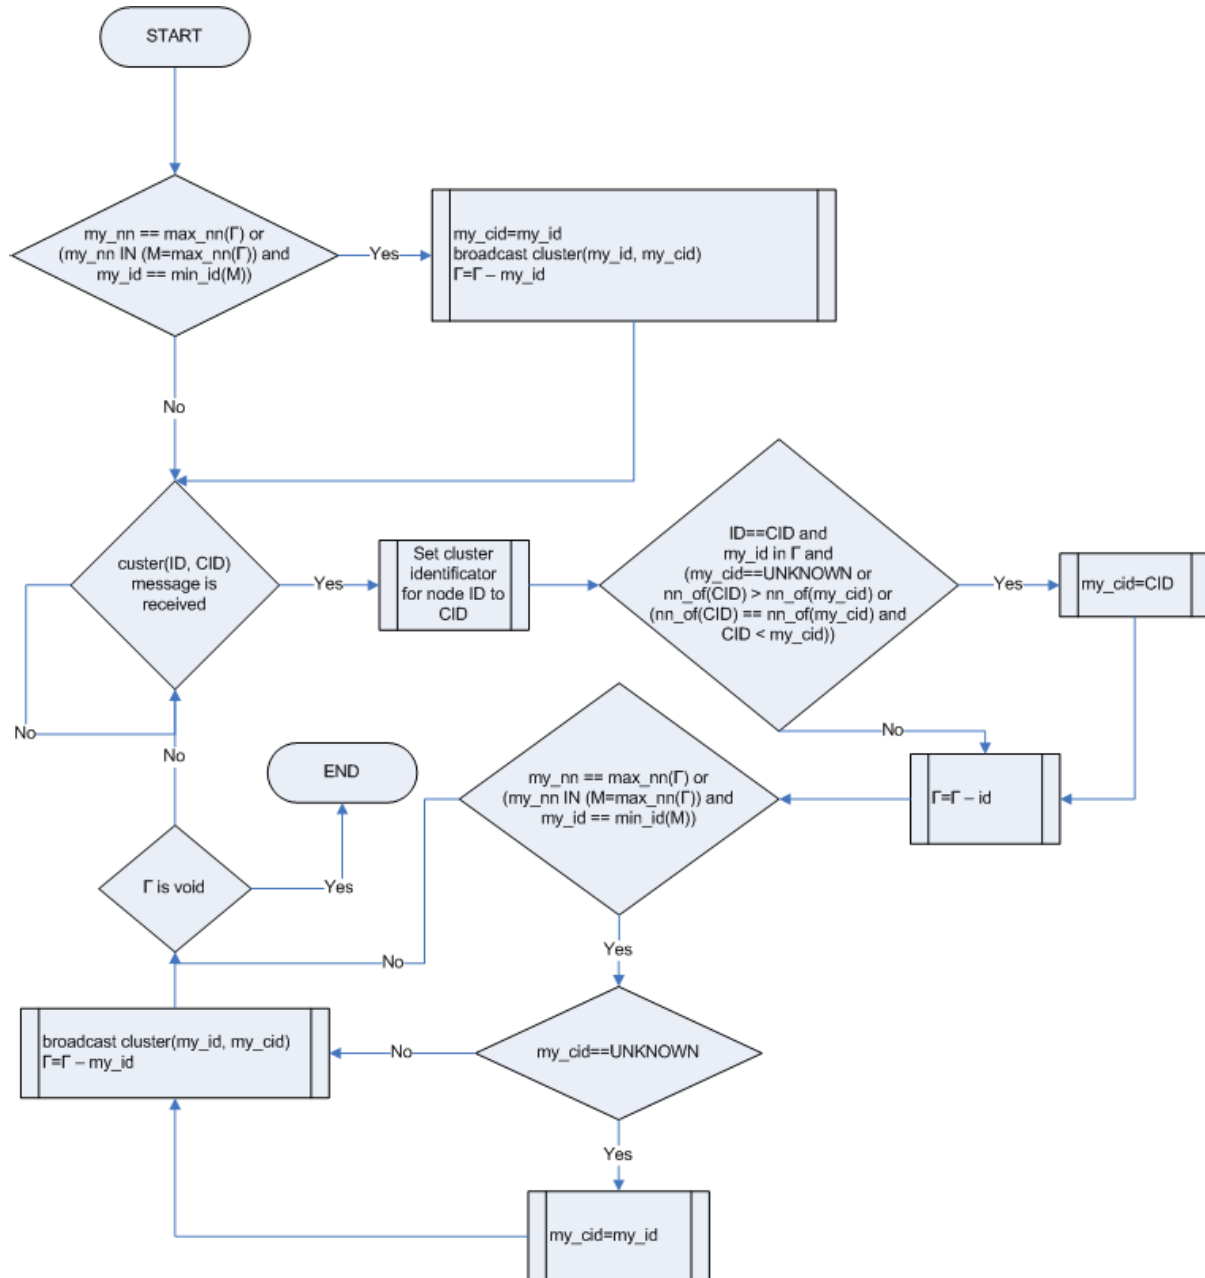 START
my_nn == max_nn(Γ) or
(my_nn IN (M=max_nn(Γ)) and
my_id == min_id(M))
Yes
my_cid=my_id
broadcast cluster(my_id, my_cid)
Γ=Γ – my_id
No
custer(ID, CID)
message is
received
Yes
Set cluster
identificator
for node ID to
CID
ID==CID and
my_id in Γ and
(my_cid==UNKNOWN or
nn_of(CID) > nn_of(my_cid) or
(nn_of(CID) == nn_of(my_cid) and
CID < my_cid))
Yes
my_cid=CID
No
No
No
END
my_nn == max_nn(Γ) or
(my_nn IN (M=max_nn(Γ)) and
my_id == min_id(M))
Γ=Γ – id
Γ is void
Yes
No
Yes
broadcast cluster(my_id, my_cid)
Γ=Γ – my_id
No
my_cid==UNKNOWN
Yes
my_cid=my_id